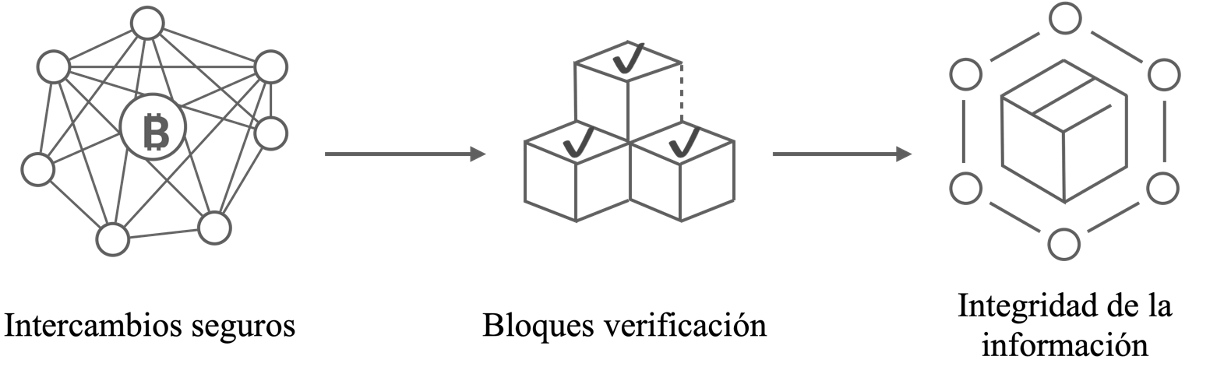 ₿
Intercambios seguros
Bloques verificación
Integridad de la
información